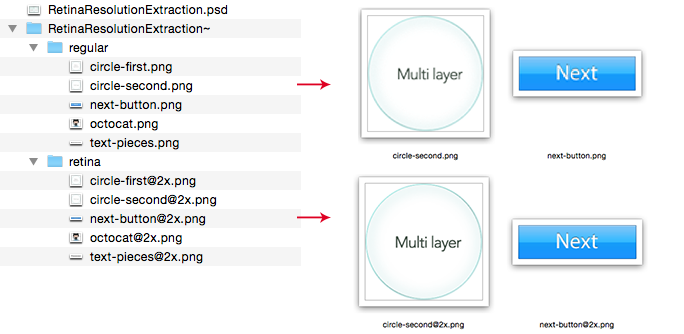 RetinaResolutionExtraction.psd
RetinaResolutionExtraction~
regular
circle-first.png
circle-second.png
next-button.png
octocat.png
text-pieces.png
retina
circle-first@2x.png
circle-second@2x.png
next-button@2x.png
octocat@2x.png
text-pieces@2x.png
Multi layer
Next
circle-second.png
next-button.png
Multi layer
Next
circle-second@2x.png
next-button@2x.png